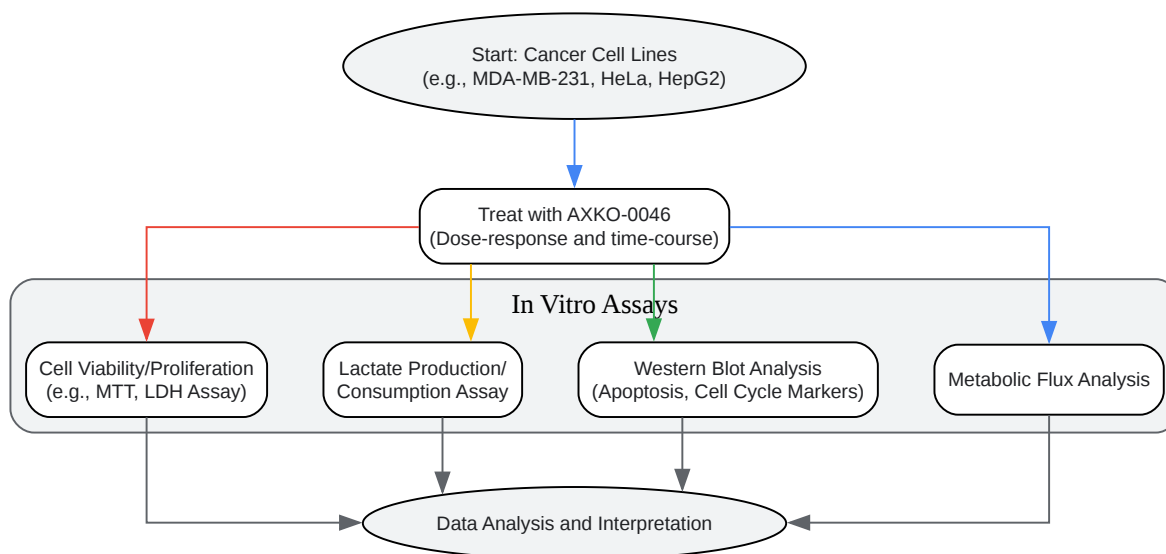 Start: Cancer Cell Lines
(e.g., MDA-MB-231, HeLa, HepG2)
Treat with AXKO-0046
(Dose-response and time-course)
In Vitro Assays
Cell Viability/Proliferation
(e.g., MTT, LDH Assay)
Lactate Production/
Consumption Assay
Western Blot Analysis
(Apoptosis, Cell Cycle Markers)
Metabolic Flux Analysis
Data Analysis and Interpretation